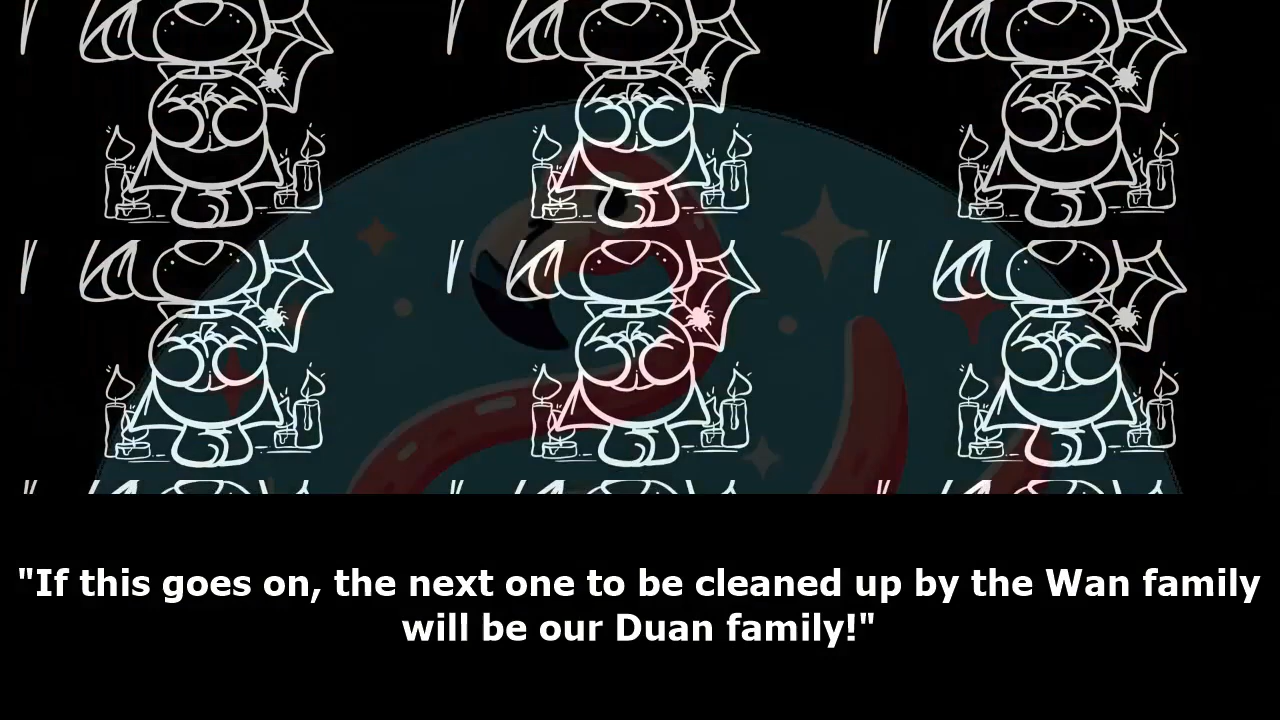 "If this goes on, the next one to be cleaned up by the Wan family
will be our Duan family!"